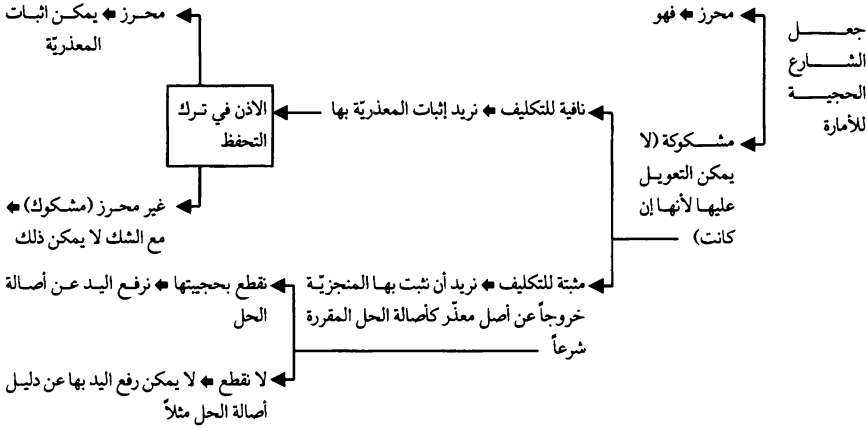 جعل
الشارع
الحجية
للأمارة
محرز ← فهو
مشكوكة (لا
يمكن التعويل
عليها لأنها إن
كانت)
نافية للتكليف ← نريد إثبات المعذريّة بها
الاذن في ترك
التحفظ
محرز ← يمكن اثبات
المعذريّة
غير محرز (مشكوك) ←
مع الشك لا يمكن ذلك
مثبتة للتكليف ← نريد أن نثبت بها المنجزيّة
خروجاً عن أصل معذّر كأصالة الحل المقررة
شرعاً
نقطع بحجيبتها ← نرفع اليد عن أصالة
الحل
لا نقطع ← لا يمكن رفع اليد بها عن دليل
أصالة الحل مثلاً